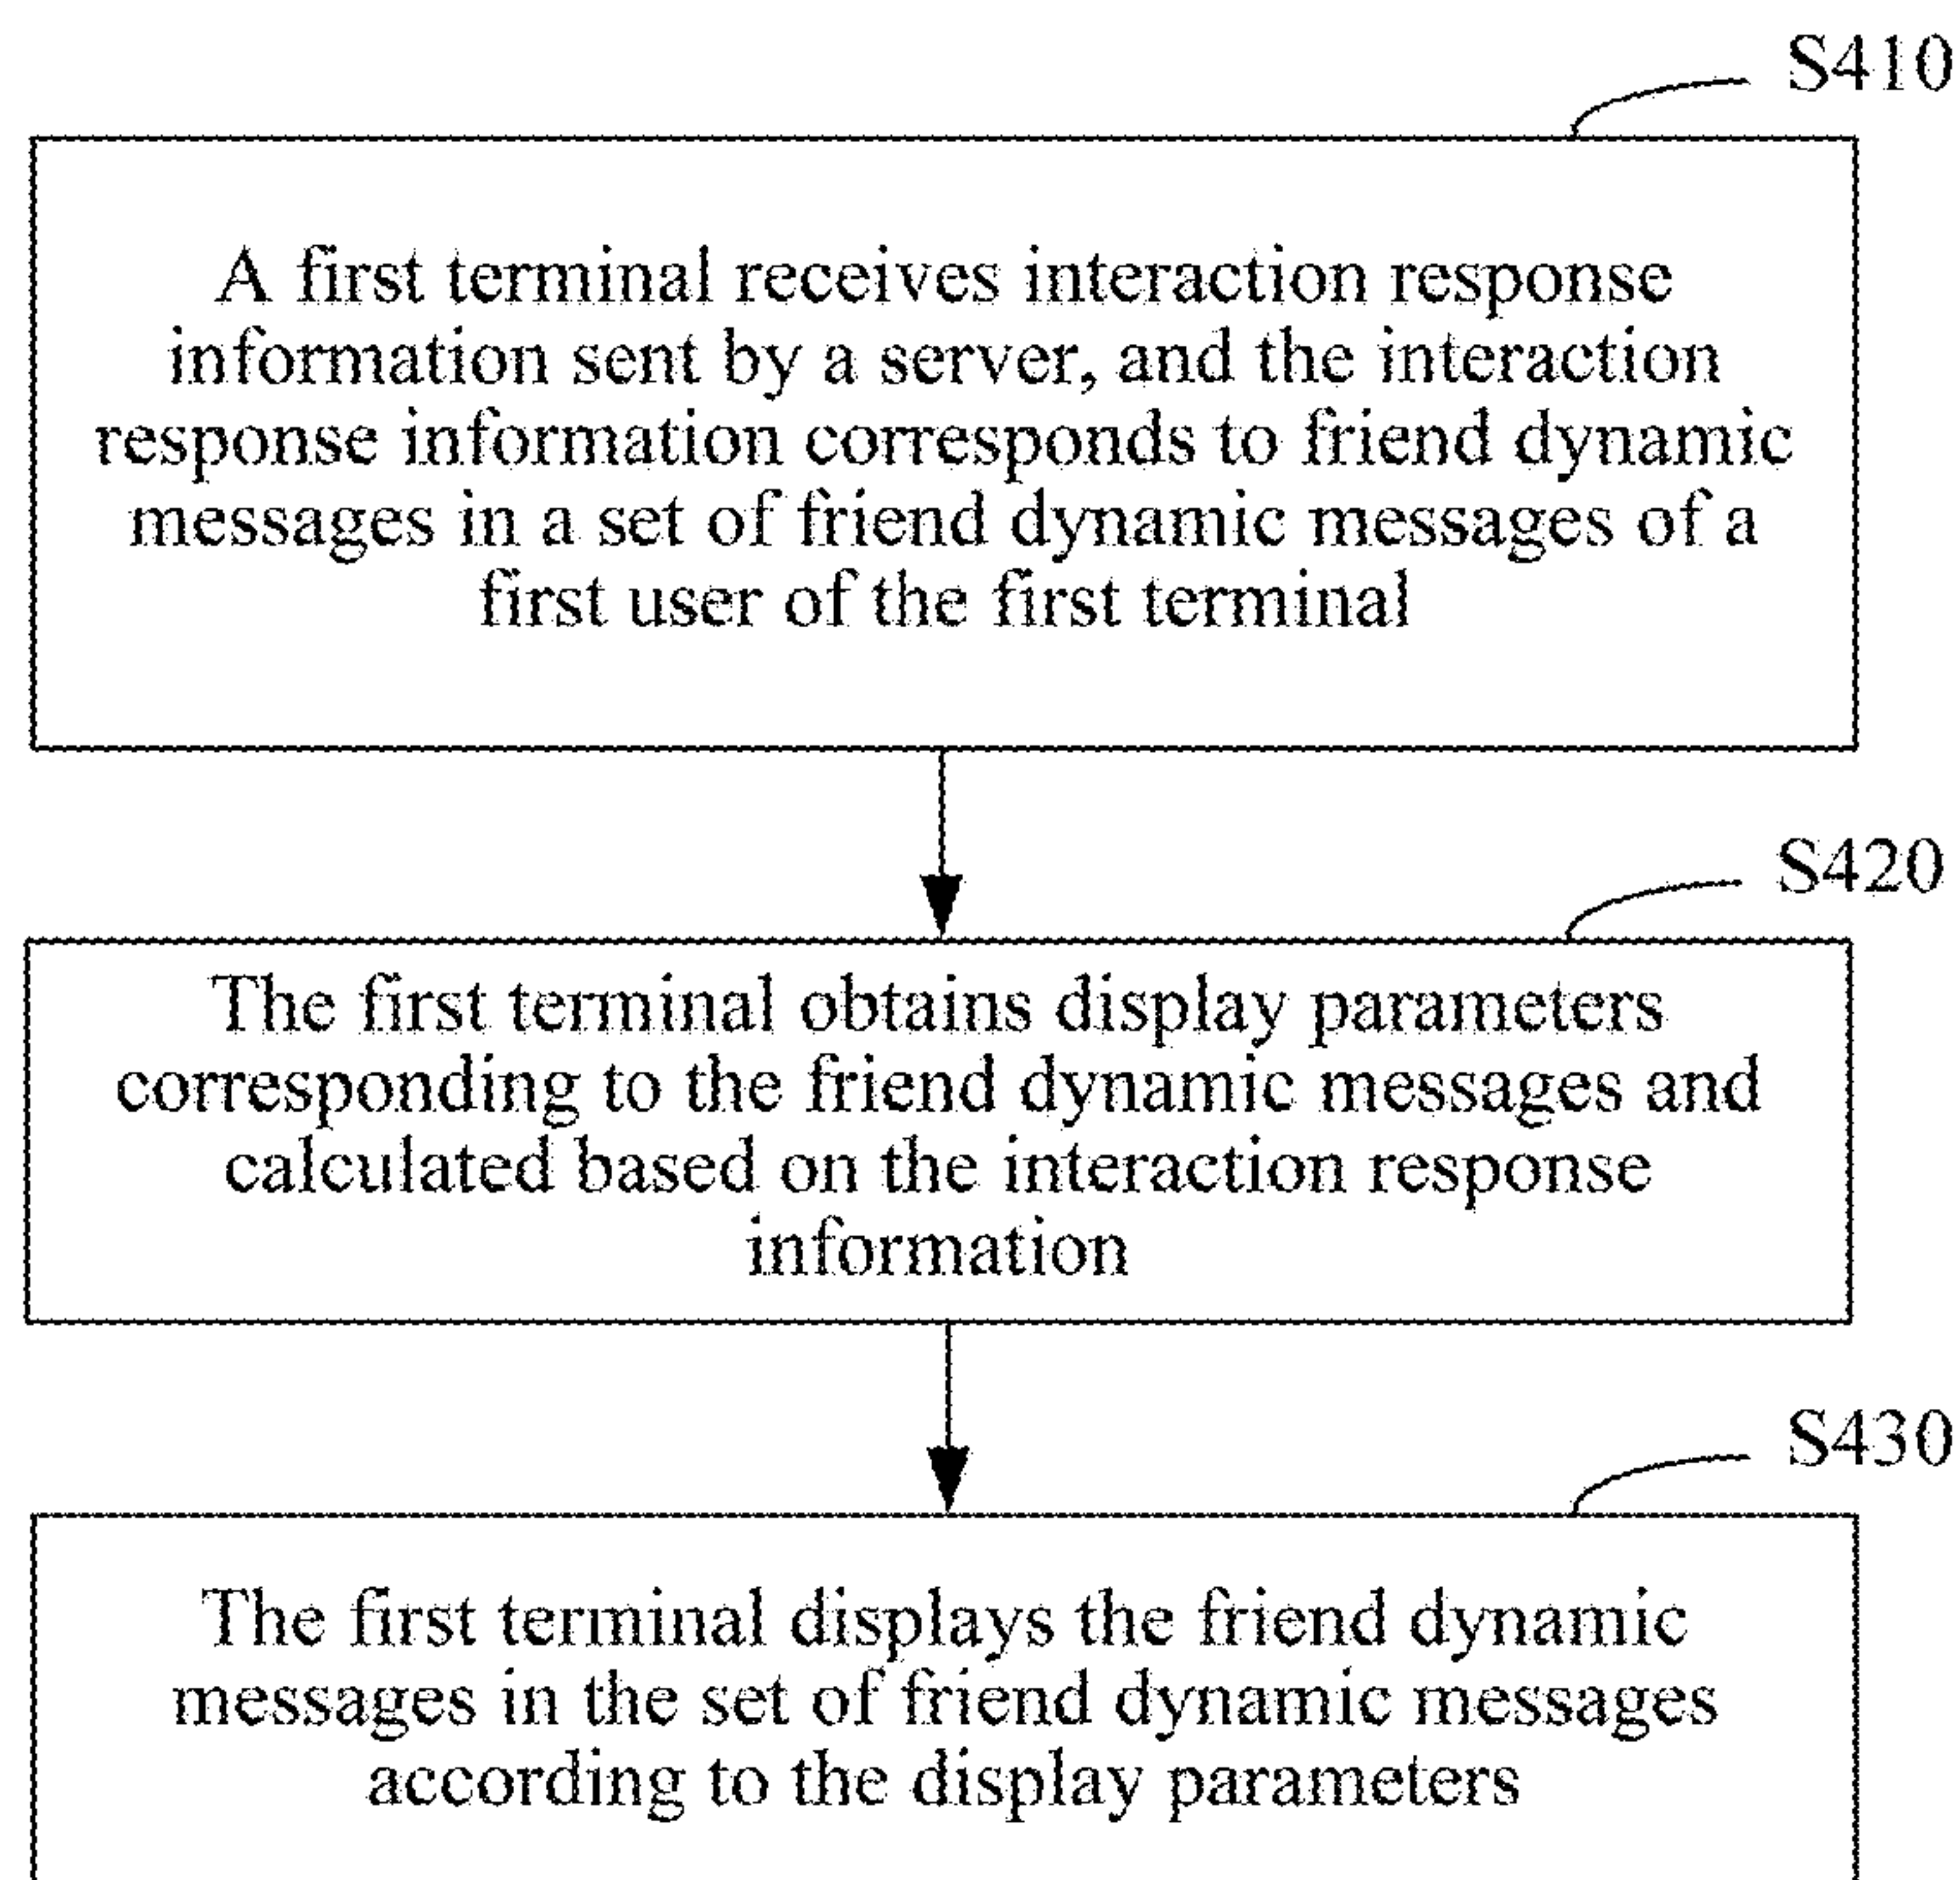 S410
A first terminal receives interaction response
information sent by a server, and the interaction
response information corresponds to friend dynamic
messages in a set of friend dynamic messages of a
first user of the first terminal
S420
The first terminal obtains display parameters
corresponding to the friend dynamic messages and
calculated based on the interaction response
information
S430
The first terminal displays the friend dynamic
messages in the set of friend dynamic messages
according to the display parameters